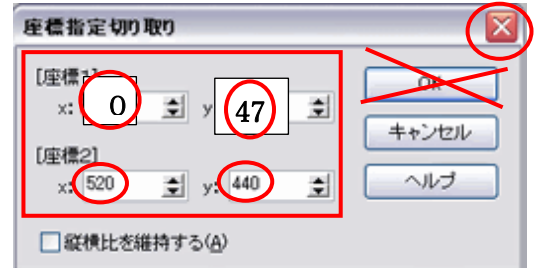 座標指定切り取り
[座標1]
x: 0 y: 47
OK
キャンセル
[座標2]
x: 520 y: 440
ヘルプ
縦横比を維持する(A)